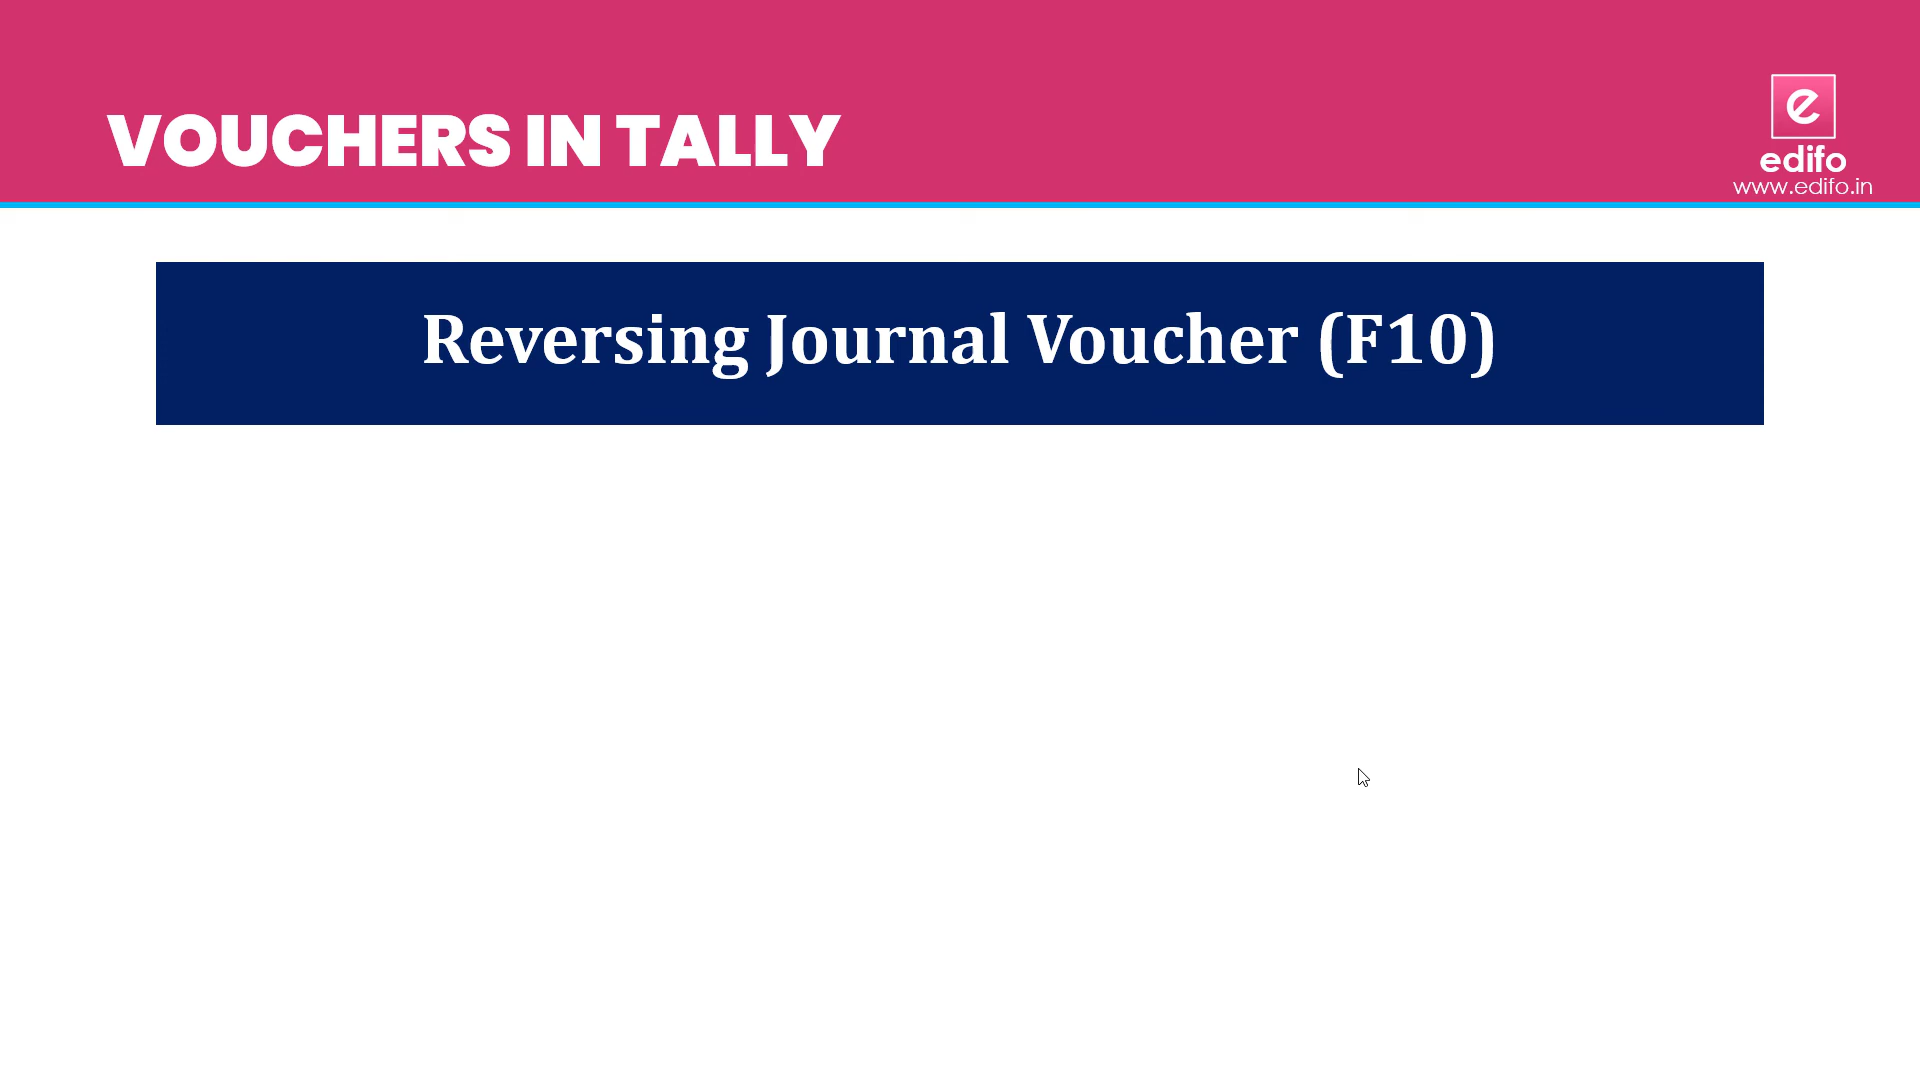 VOUCHERS IN TALLY
e
edifo
www.edifo.in
Reversing Journal Voucher (F10)